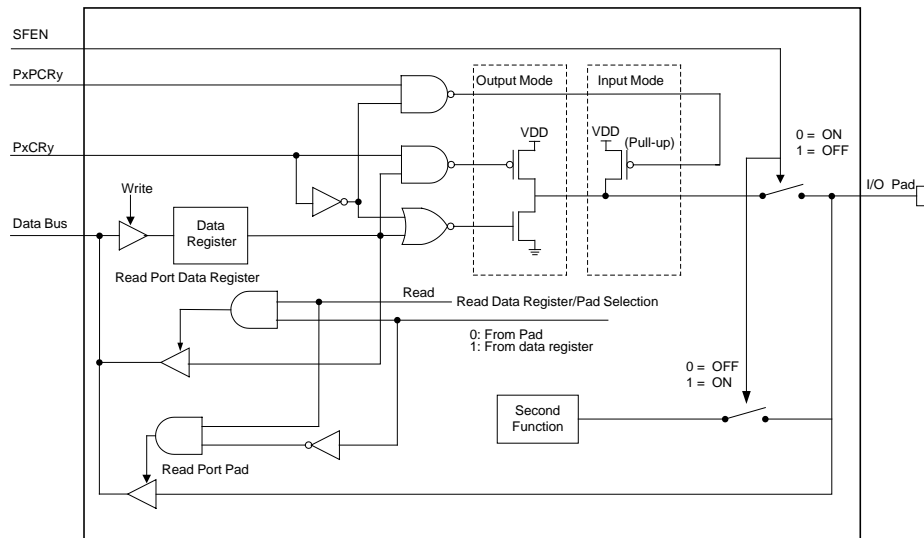 SFEN
PxPCRy
Output Mode
Input Mode
VDD
VDD
(Pull-up)
0 = ON
1 = OFF
PxCRy
I/O Pad
Write
Data Bus
Data
Register
Read Port Data Register
Read
Read Data Register/Pad Selection
0: From Pad
1: From data register
0 = OFF
1 = ON
Second
Function
Read Port Pad